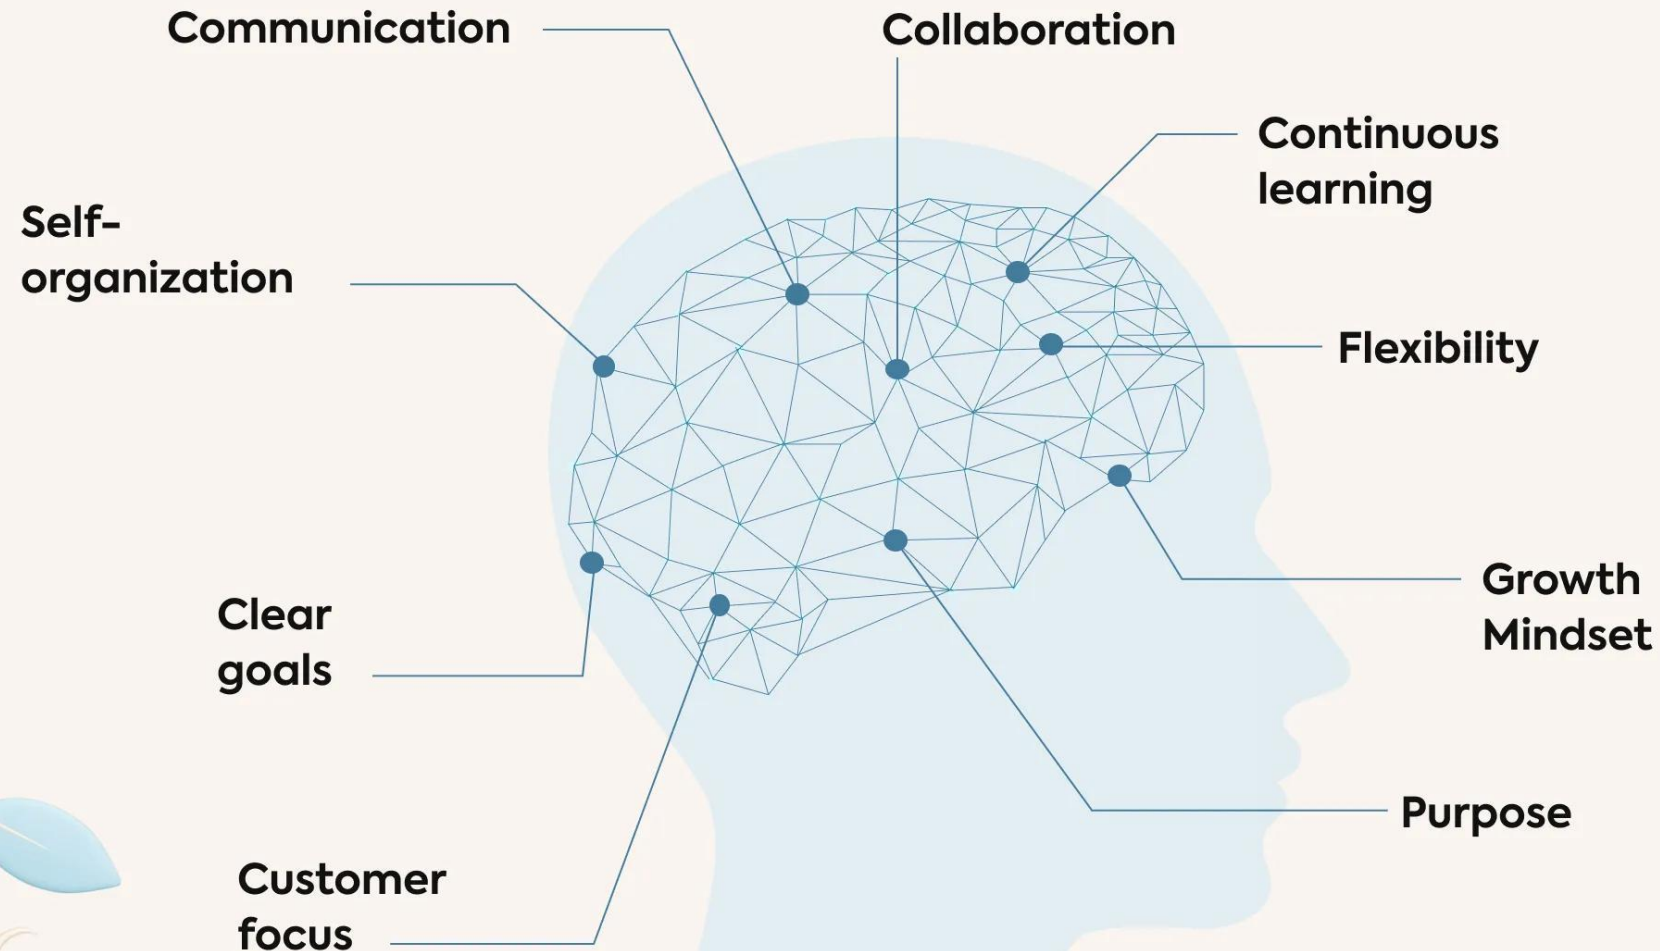 Communication
Collaboration
Continuous
learning
Self-
organization
Flexibility
Growth
Mindset
Clear
goals
Purpose
Customer
focus